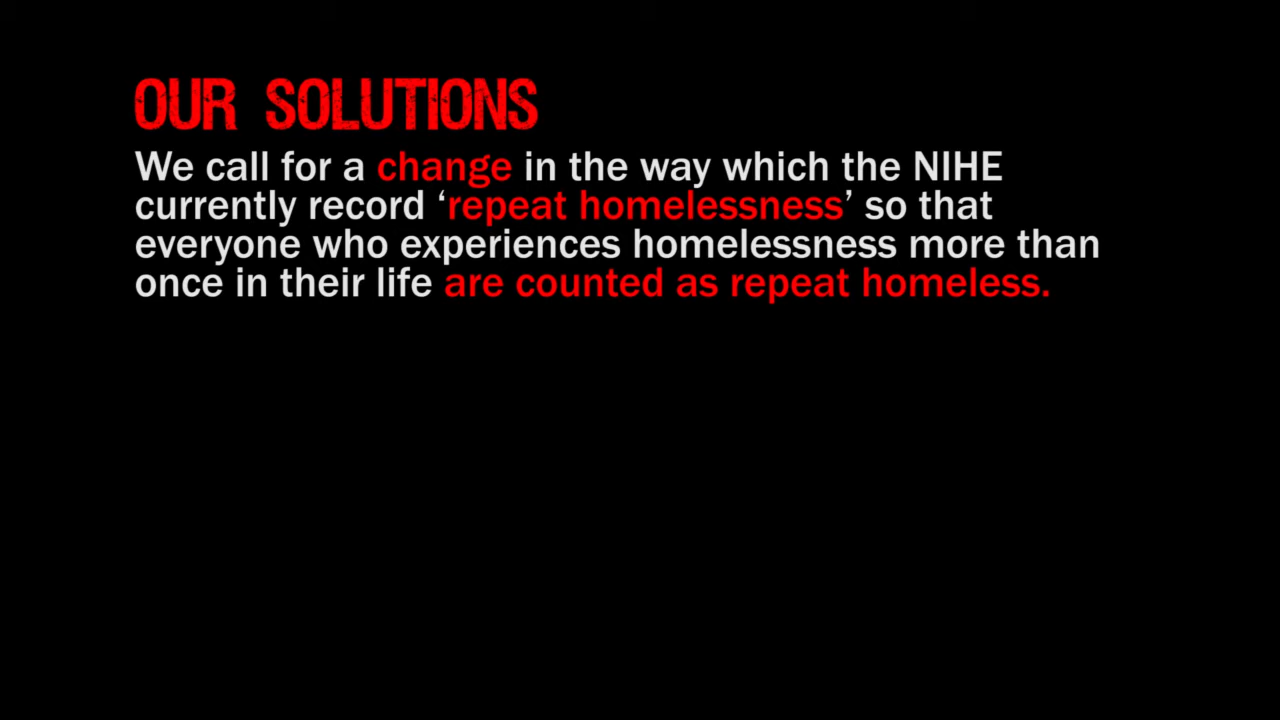 OUR SOLUTIONS
We call for a change in the way which the NIHE
currently record ‘repeat homelessness’ so that
everyone who experiences homelessness more than
once in their life are counted as repeat homeless.